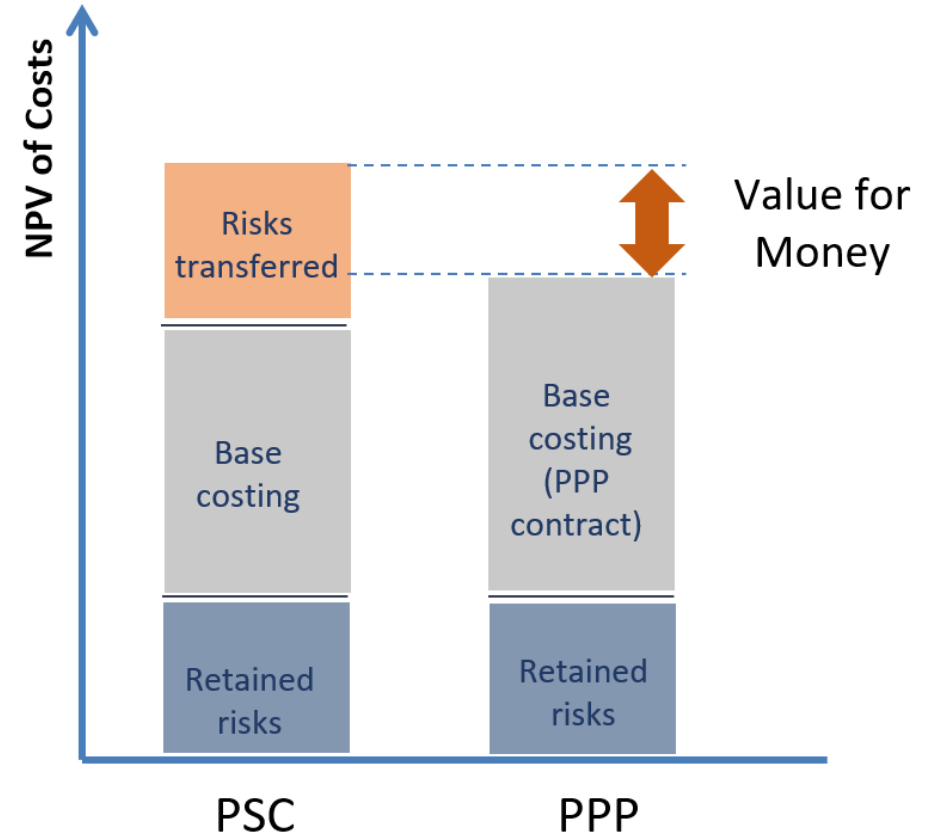 NPV of Costs
Risks
transferred
Base
costing
Retained
risks
Base
costing
(PPP
contract)
Retained
risks
Value for
Money
PSC
PPP